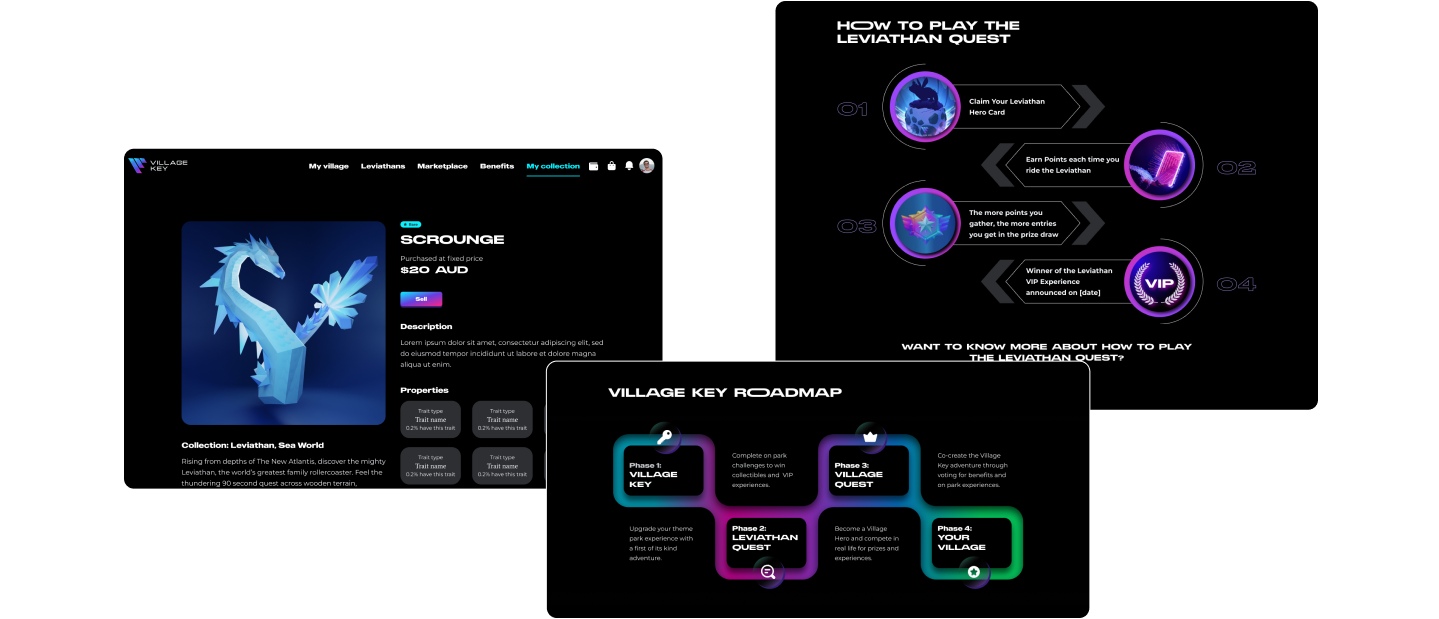 VILLAGE
KEY
My village
Leviathans
Marketplace
Benefits
My collection
Rare
SCROUNGE
Purchased at fixed price
$20 AUD
Sell
Description
Lorem ipsum dolor sit amet, consectetur adipiscing elit, sed
do eiusmod tempor incididunt ut labore et dolore magna
aliqua ut enim.
Properties
Trait type
Trait name
0.2% have this trait
Trait type
Trait name
0.2% have this trait
Trait type
Trait name
0.2% have this trait
Trait type
Trait name
0.2% have this trait
Collection: Leviathan, Sea World
Rising from depths of The New Atlantis, discover the mighty
Leviathan, the world's greatest family rollercoaster. Feel the
thundering 90 second quest across wooden terrain,
HOW TO PLAY THE
LEVIATHAN QUEST
01
Claim Your Leviathan
Hero Card
Earn Points each time you
ride the Leviathan
02
03
The more points you
gather, the more entries
you get in the prize draw
Winner of the Leviathan
VIP Experience
announced on [date]
VIP
04
WANT TO KNOW MORE ABOUT HOW TO PLAY
THE LEVIATHAN QUEST?
VILLAGE KEY ROADMAP
Phase 1:
VILLAGE
KEY
Upgrade your theme
park experience with
a first of its kind
adventure.
Complete on park
challenges to win
collectibles and VIP
experiences.
Phase 2:
LEVIATHAN
QUEST
Phase 3:
VILLAGE
QUEST
Become a Village
Hero and compete in
real life for prizes and
experiences.
Co-create the Village
Key adventure through
voting for benefits and
on park experiences.
Phase 4:
YOUR
VILLAGE